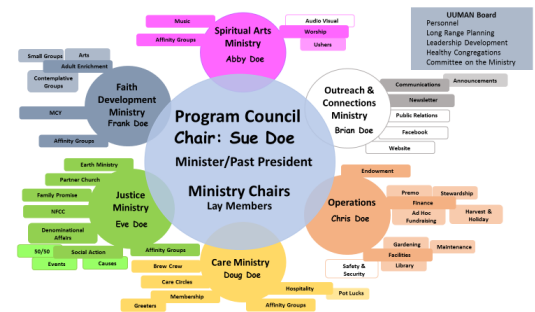 UUMAN Board
Personnel
Long Range Planning
Leadership Development
Healthy Congregations
Committee on the Ministry
Music
Affinity Groups
Spiritual Arts
Ministry
Abby Doe
Audio Visual
Worship
Ushers
Small Groups
Arts
Adult Enrichment
Contemplative
Groups
MCY
Affinity Groups
Faith
Development
Ministry
Frank Doe
Program Council
Chair: Sue Doe
Minister/Past President
Ministry Chairs
Lay Members
Outreach &
Connections
Ministry
Brian Doe
Communications
Announcements
Newsletter
Public Relations
Facebook
Website
Earth Ministry
Partner Church
Family Promise
NFCC
Denominational
Affairs
50/50
Social Action
Events
Causes
Affinity Groups
Justice
Ministry
Eve Doe
Endowment
Operations
Chris Doe
Premo
Stewardship
Finance
Ad Hoc
Fundraising
Harvest &
Holiday
Gardening
Maintenance
Facilities
Safety &
Security
Library
Care Ministry
Doug Doe
Brew Crew
Care Circles
Membership
Greeters
Hospitality
Pot Lucks
Affinity Groups